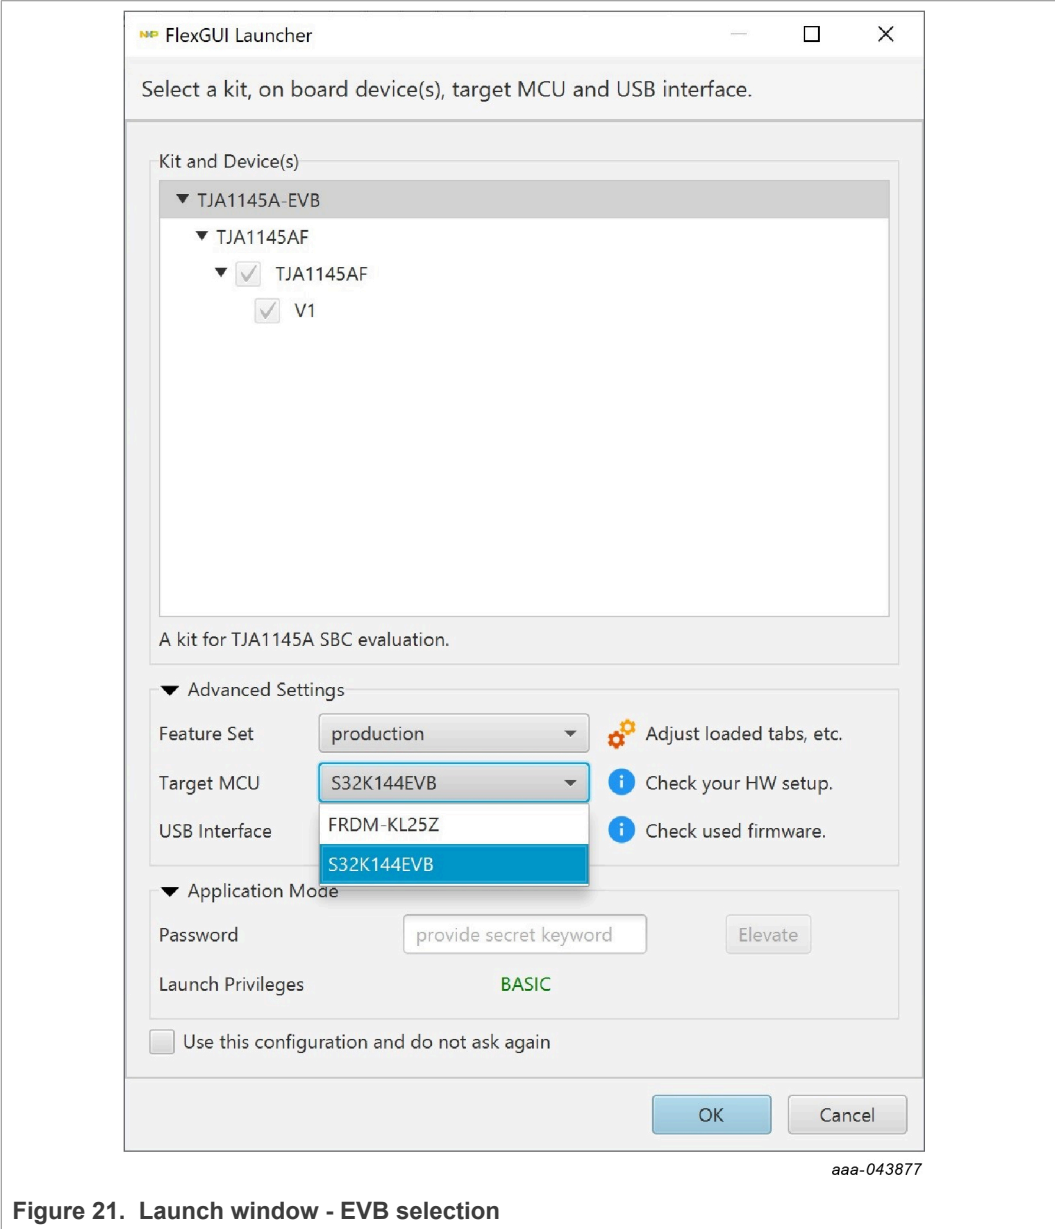 NXP FlexGUI Launcher
Select a kit, on board device(s), target MCU and USB interface.
Kit and Device(s)
TJA1145A-EVB
TJA1145AF
TJA1145AF
V1
A kit for TJA1145A SBC evaluation.
Advanced Settings
Feature Set production Adjust loaded tabs, etc.
Target MCU S32K144EVB i Check your HW setup.
FRDM-KL25Z
USB Interface i Check used firmware.
S32K144EVB
Application Mode
Password provide secret keyword Elevate
Launch Privileges BASIC
Use this configuration and do not ask again
OK Cancel
aaa-043877
Figure 21. Launch window - EVB selection